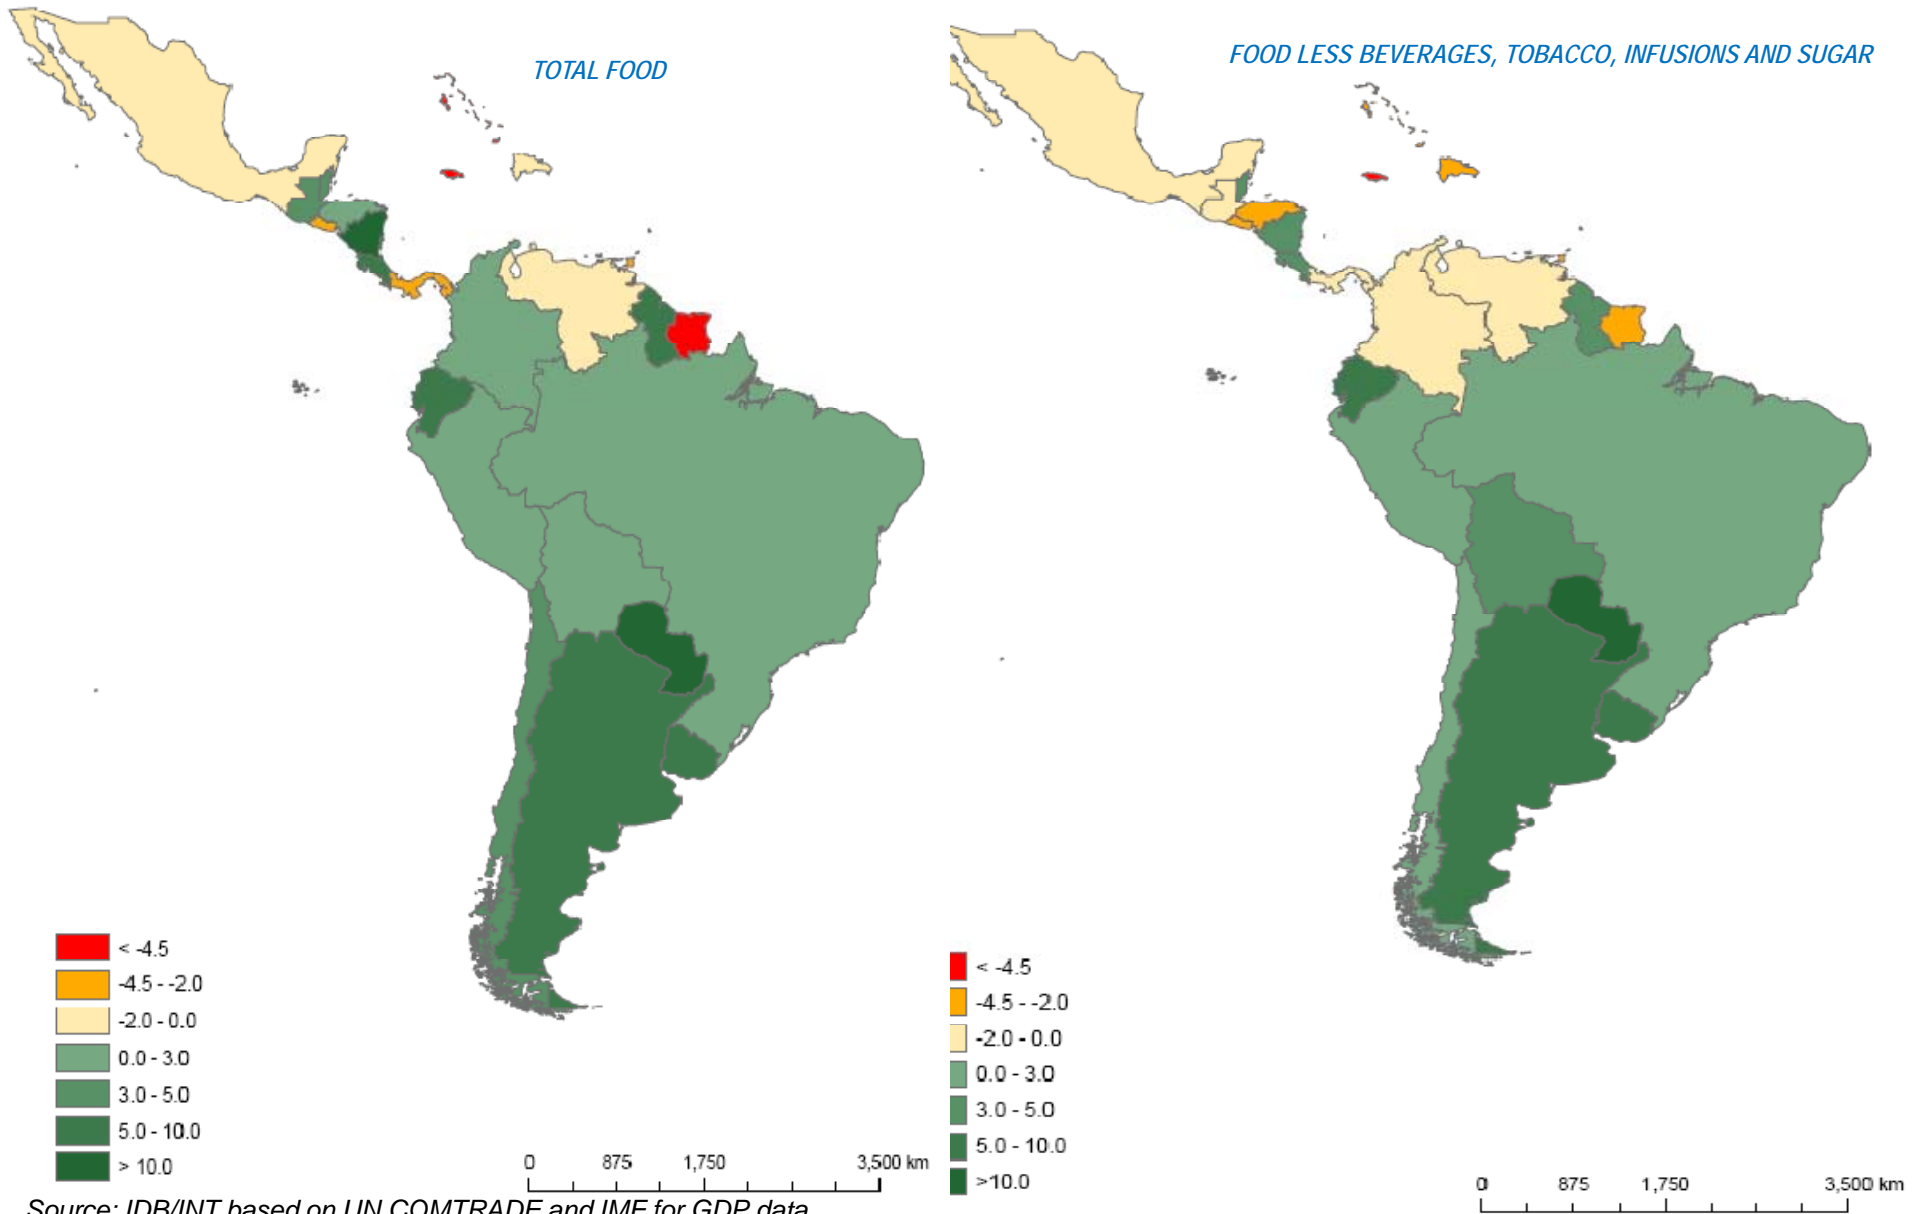 TOTAL FOOD
< -4.5
-4.5 - -2.0
-2.0 - 0.0
0.0 - 3.0
3.0 - 5.0
5.0 - 10.0
> 10.0
0 875 1,750 3,500 km
Source: IDB/INT based on UN COMTRADE and IMF for GDP data
FOOD LESS BEVERAGES, TOBACCO, INFUSIONS AND SUGAR
< -4.5
-4.5 - -2.0
-2.0 - 0.0
0.0 - 3.0
3.0 - 5.0
5.0 - 10.0
>10.0
0 875 1,750 3,500 km